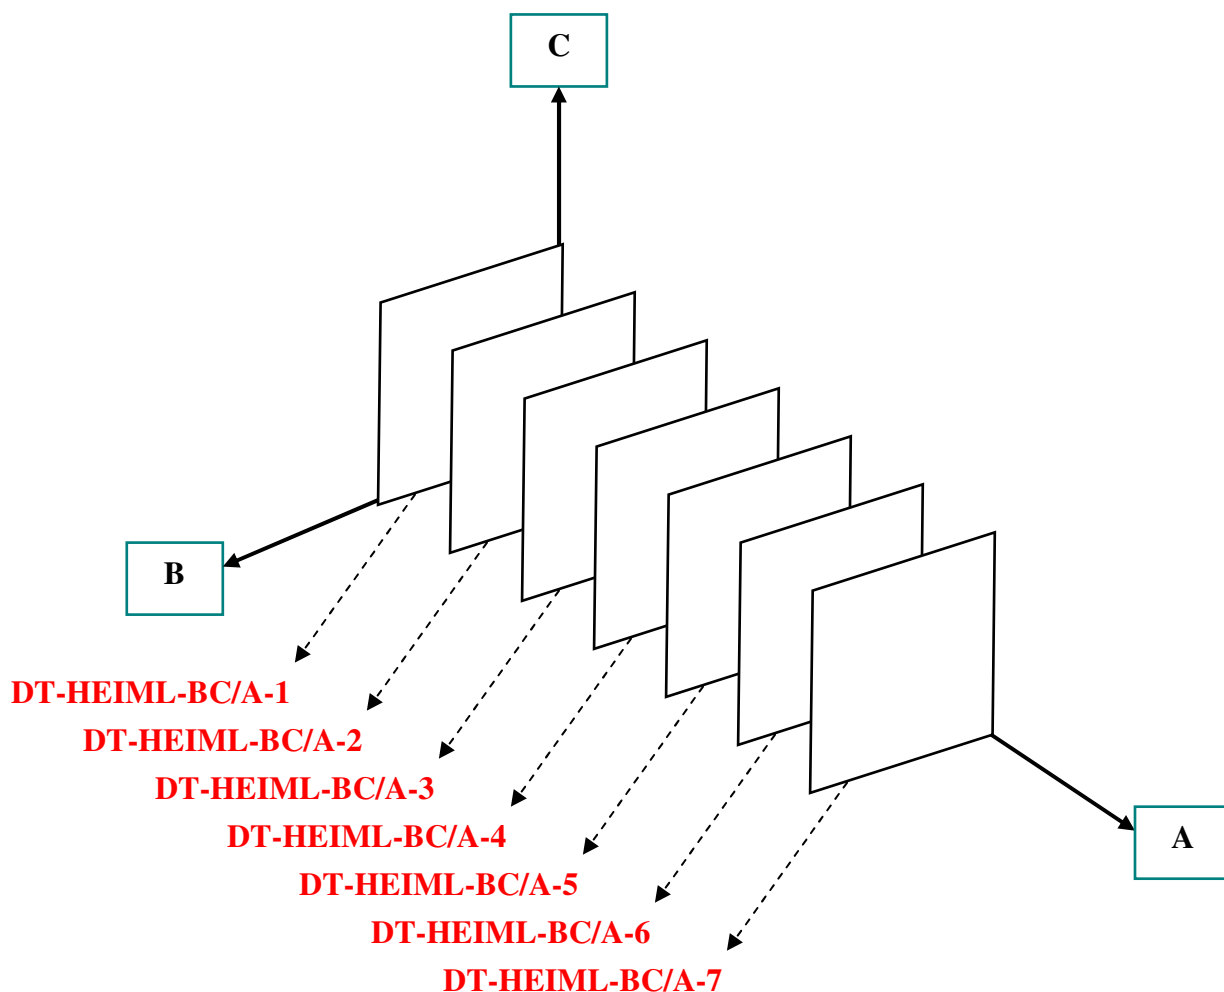 C
B
DT-HEIML-BC/A-1
DT-HEIML-BC/A-2
DT-HEIML-BC/A-3
DT-HEIML-BC/A-4
A
DT-HEIML-BC/A-5
DT-HEIML-BC/A-6
DT-HEIML-BC/A-7